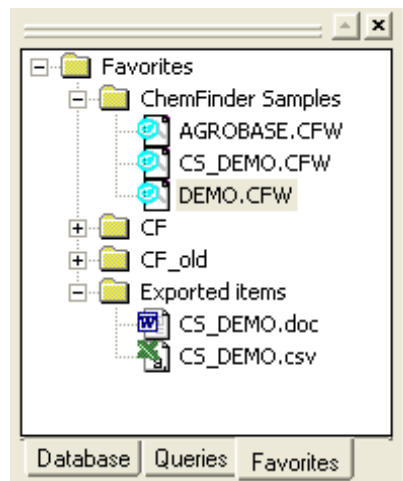 Favorites
ChemFinder Samples
AGROBASE.CFW
CS_DEMO.CFW
DEMO.CFW
CF
CF_old
Exported items
CS_DEMO.doc
CS_DEMO.csv
Database Queries Favorites